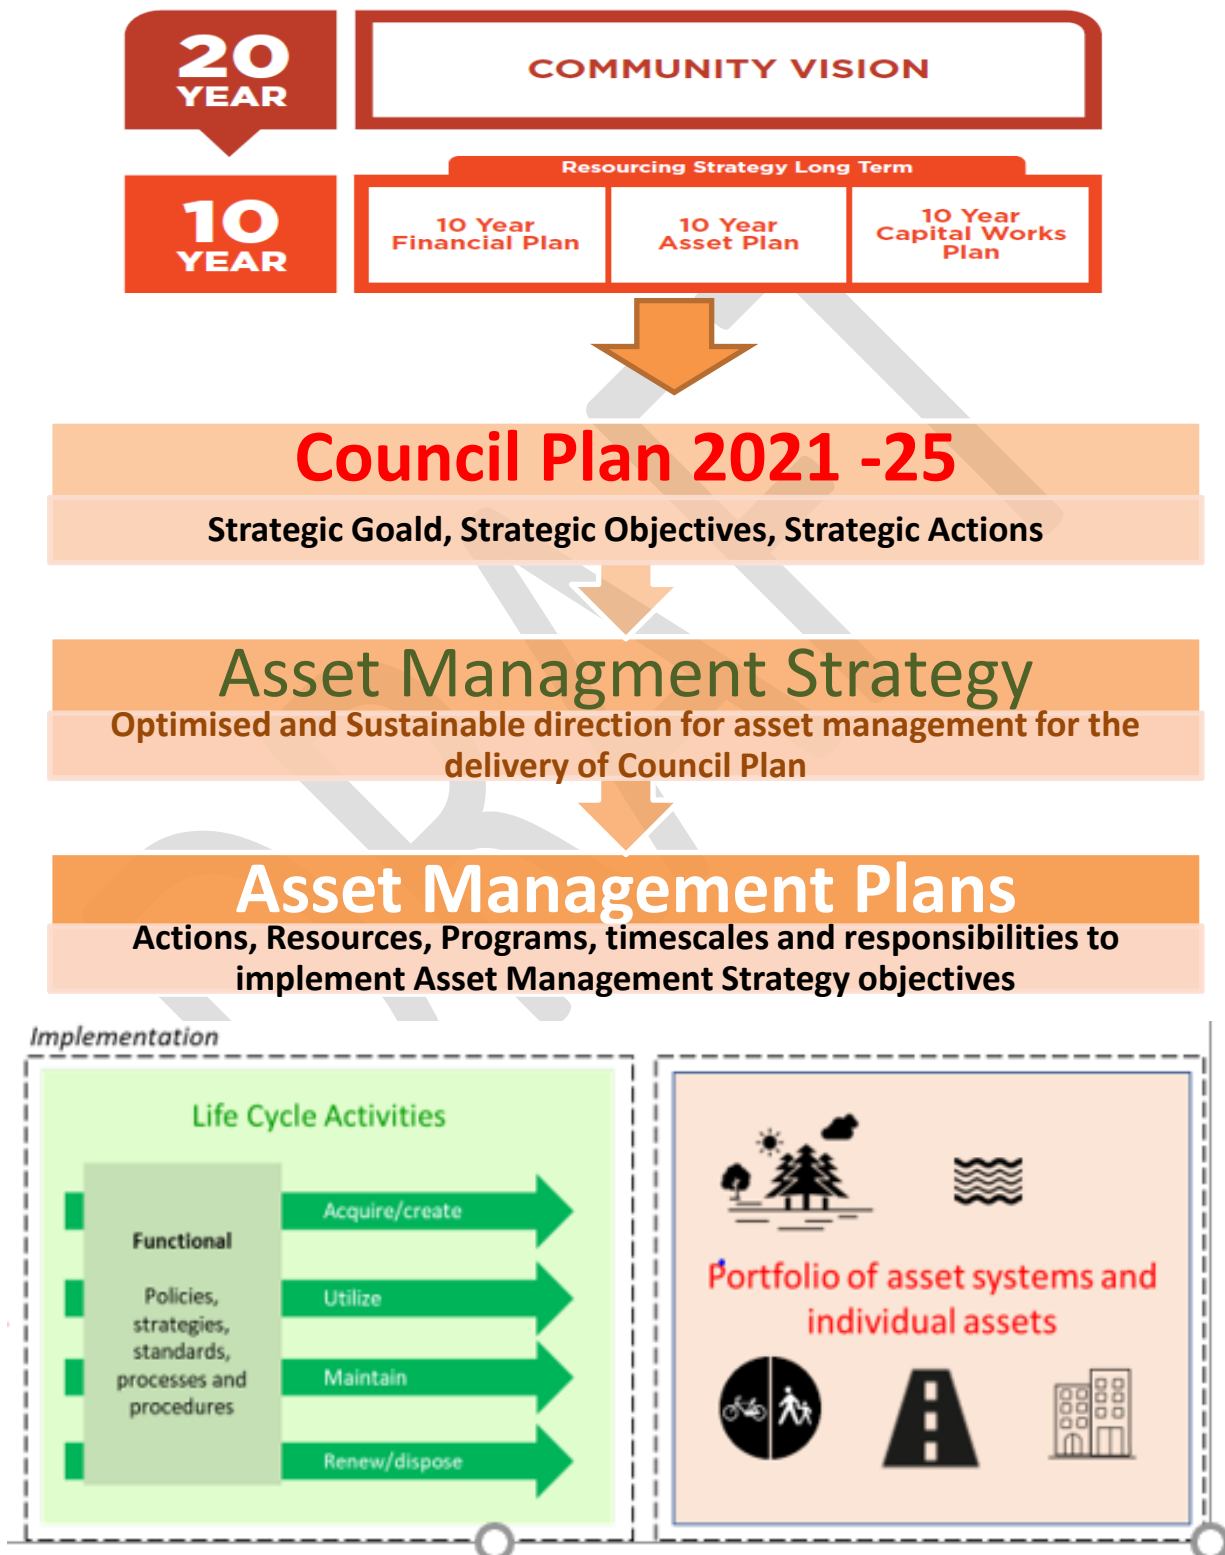 20
YEAR
COMMUNITY VISION
Resourcing Strategy Long Term
10
YEAR
10 Year
Financial Plan
10 Year
Asset Plan
10 Year
Capital Works
Plan
Council Plan 2021 -25
Strategic Goald, Strategic Objectives, Strategic Actions
Asset Managment Strategy
Optimised and Sustainable direction for asset management for the
delivery of Council Plan
Asset Management Plans
Actions, Resources, Programs, timescales and responsibilities to
implement Asset Management Strategy objectives
DRAFT
Implementation
Life Cycle Activities
Functional
Policies,
strategies,
standards,
processes and
procedures
Acquire/create
Utilize
Maintain
Renew/dispose
Portfolio of asset systems and
individual assets